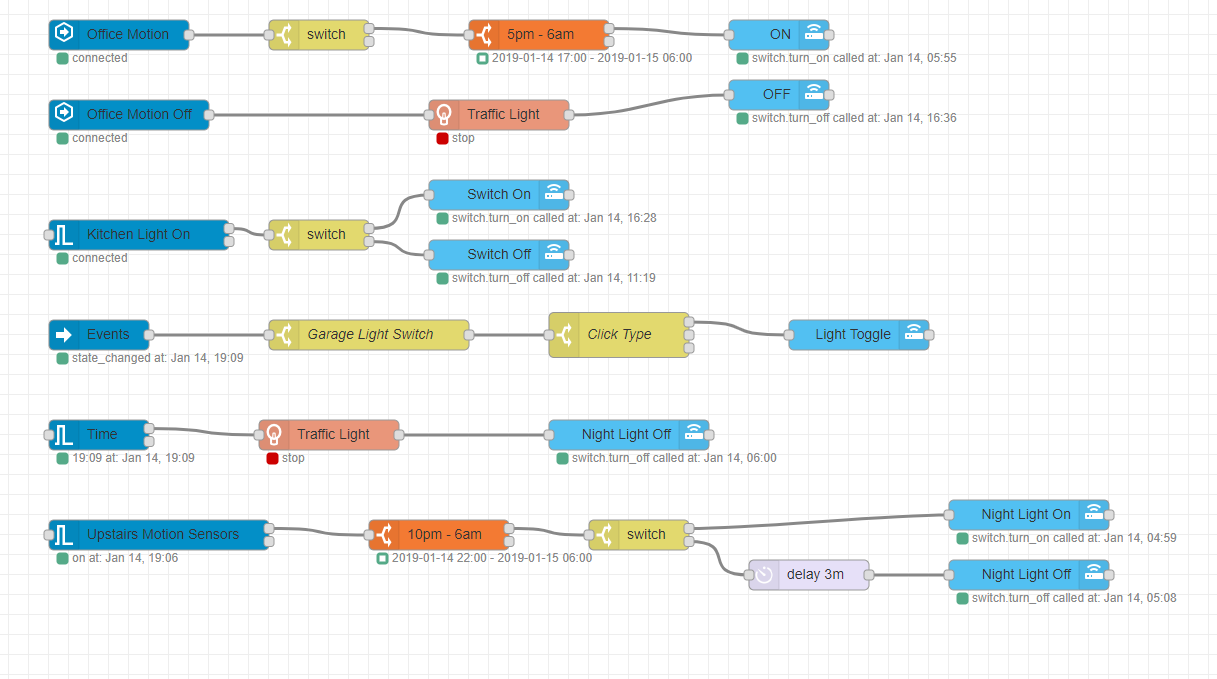 Office Motion
switch
5pm - 6am
ON
connected
2019-01-14 17:00 - 2019-01-15 06:00
switch.turn_on called at: Jan 14, 05:55
OFF
Office Motion Off
Traffic Light
switch.turn_off called at: Jan 14, 16:36
connected
stop
Switch On
switch.turn_on called at: Jan 14, 16:28
Kitchen Light On
switch
Switch Off
connected
switch.turn_off called at: Jan 14, 11:19
Events
Garage Light Switch
Click Type
Light Toggle
state_changed at: Jan 14, 19:09
Time
Traffic Light
Night Light Off
19:09 at: Jan 14, 19:09
stop
switch.turn_off called at: Jan 14, 06:00
Night Light On
Upstairs Motion Sensors
10pm - 6am
switch
switch.turn_on called at: Jan 14, 04:59
on at: Jan 14, 19:06
2019-01-14 22:00 - 2019-01-15 06:00
delay 3m
Night Light Off
switch.turn_off called at: Jan 14, 05:08